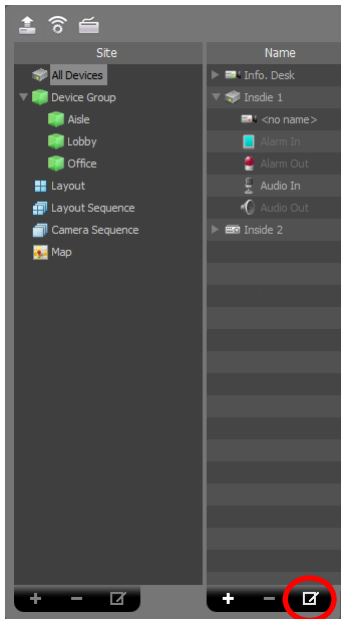 Site
All Devices
Device Group
Aisle
Lobby
Office
Layout
Layout Sequence
Camera Sequence
Map
Name
Info. Desk
Insdie 1
<no name>
Alarm In
Alarm Out
Audio In
Audio Out
Inside 2